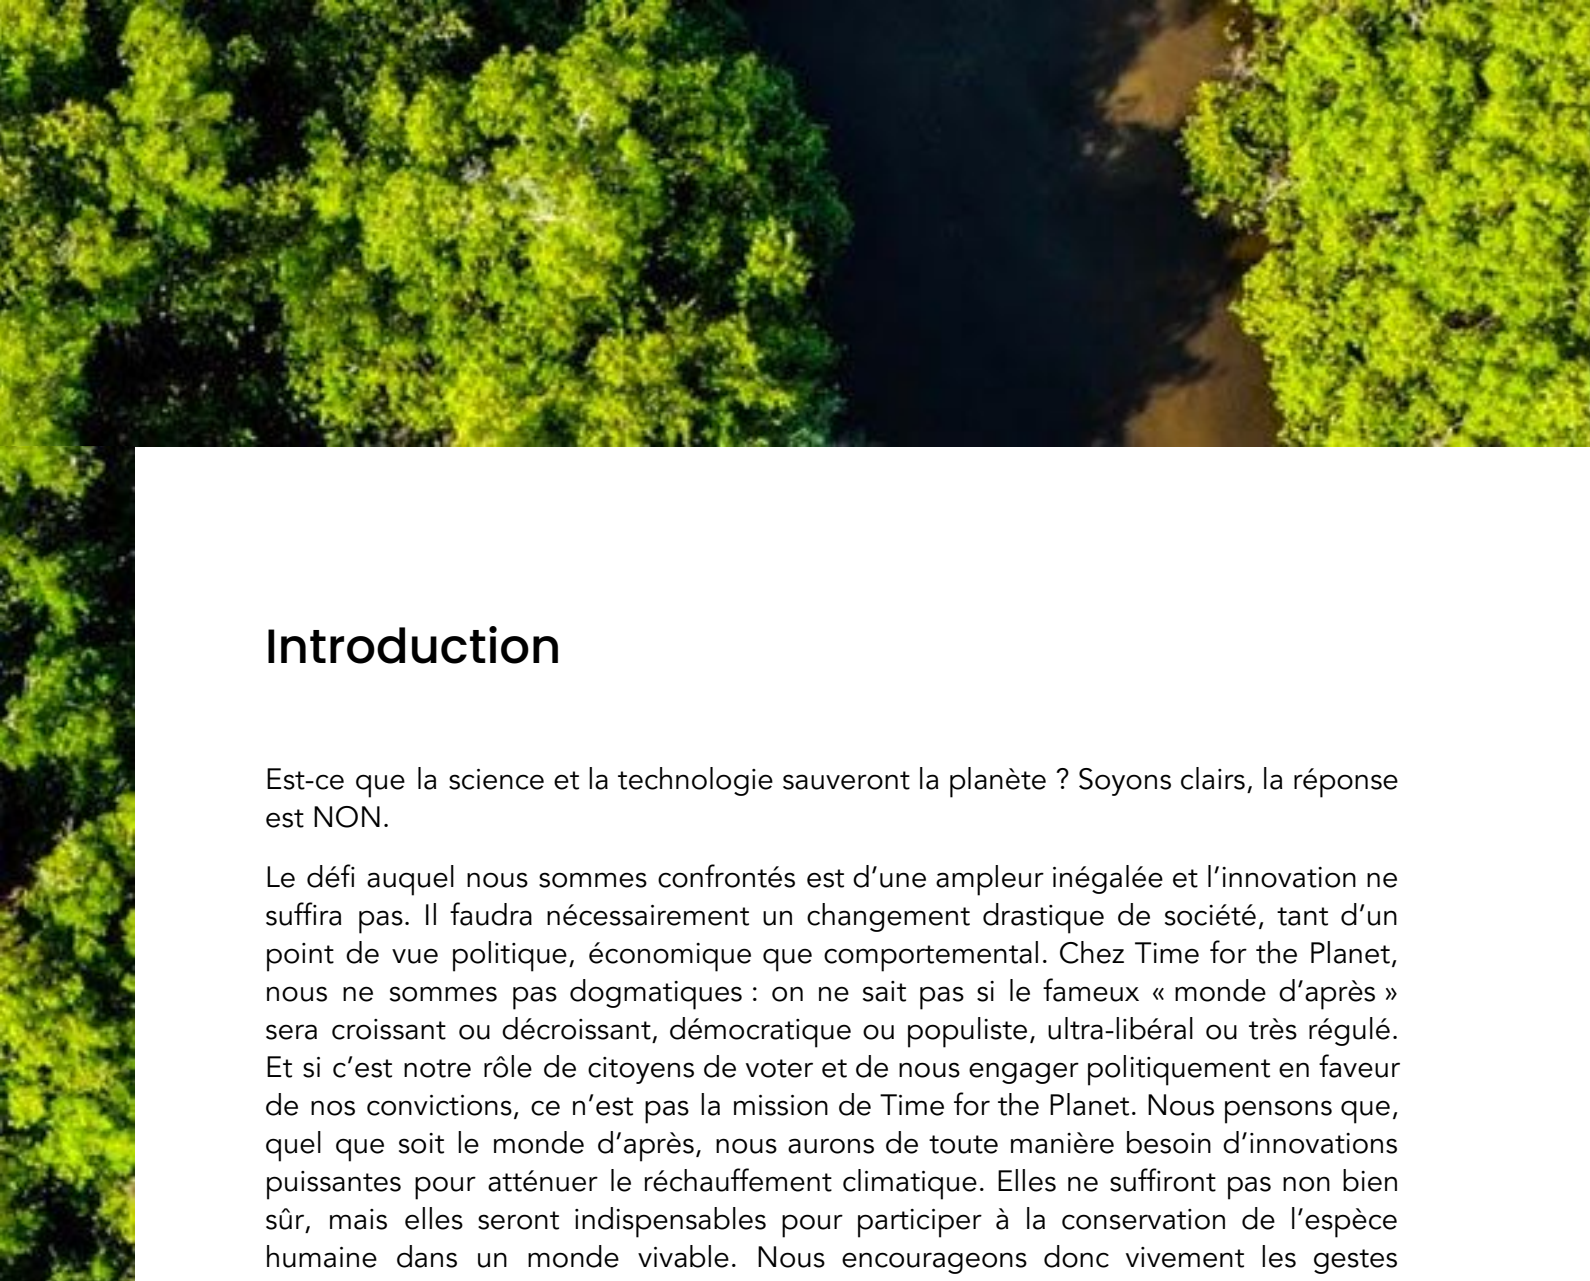 Introduction
Est-ce que la science et la technologie sauveront la planète ? Soyons clairs, la réponse
est NON.
Le défi auquel nous sommes confrontés est d’une ampleur inégalée et l’innovation ne
suffira pas. Il faudra nécessairement un changement drastique de société, tant d’un
point de vue politique, économique que comportemental. Chez Time for the Planet,
nous ne sommes pas dogmatiques : on ne sait pas si le fameux « monde d’après »
sera croissant ou décroissant, démocratique ou populiste, ultra-libéral ou très régulé.
Et si c’est notre rôle de citoyens de voter et de nous engager politiquement en faveur
de nos convictions, ce n’est pas la mission de Time for the Planet. Nous pensons que,
quel que soit le monde d’après, nous aurons de toute manière besoin d’innovations
puissantes pour atténuer le réchauffement climatique. Elles ne suffiront pas non bien
sûr, mais elles seront indispensables pour participer à la conservation de l’espèce
humaine dans un monde vivable. Nous encourageons donc vivement les gestes